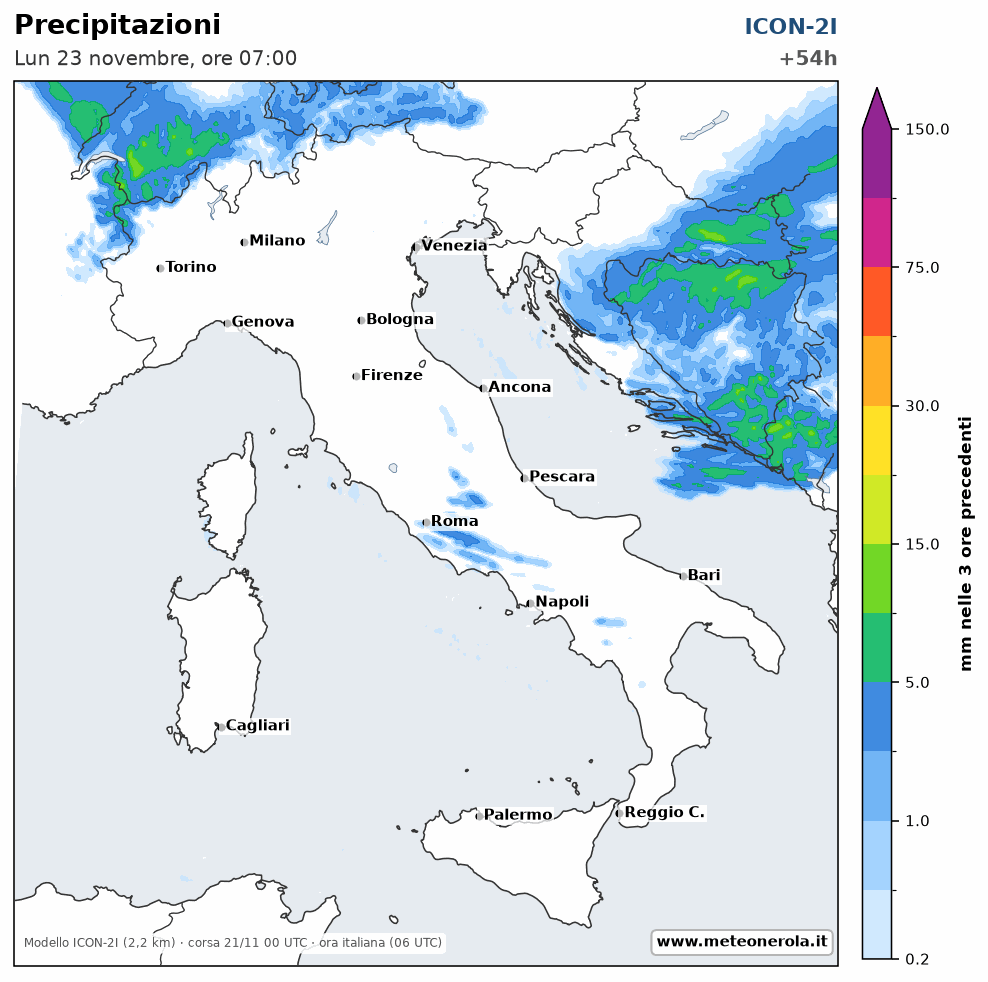 Precipitazioni
ICON-2I
Lun 23 novembre, ore 07:00
+54h
150.0
75.0
30.0
15.0
5.0
1.0
0.2
mm nelle 3 ore precedenti
Milano
Venezia
Torino
Genova
Bologna
Firenze
Ancona
Pescara
Roma
Bari
Napoli
Cagliari
Palermo
Reggio C.
Modello ICON-2I (2,2 km) · corsa 21/11 00 UTC · ora italiana (06 UTC)
www.meteonerola.it